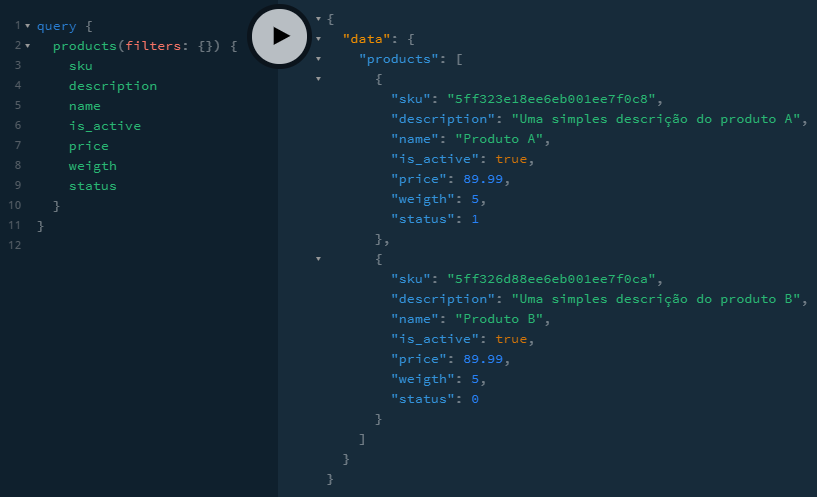 1 query {
2 products(filters: {}) {
3 sku
4 description
5 name
6 is_active
7 price
8 weigth
9 status
10 }
11 }
12
{
"data": {
"products": [
{
"sku": "5ff323e18ee6eb001ee7f0c8",
"description": "Uma simples descrição do produto A",
"name": "Produto A",
"is_active": true,
"price": 89.99,
"weigth": 5,
"status": 1
},
{
"sku": "5ff326d88ee6eb001ee7f0ca",
"description": "Uma simples descrição do produto B",
"name": "Produto B",
"is_active": true,
"price": 89.99,
"weigth": 5,
"status": 0
}
]
}
}